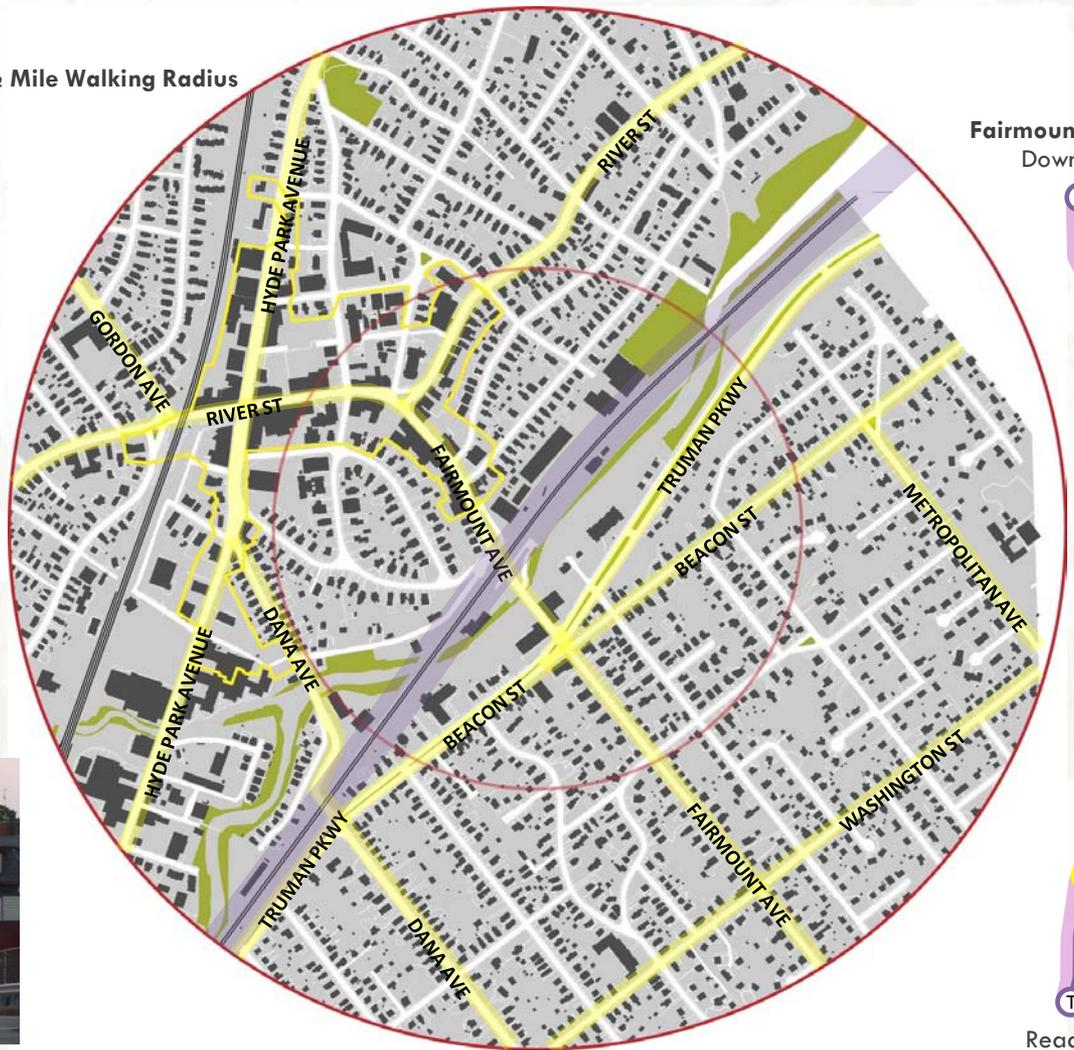 Mile Walking Radius
Fairmoun
Down
RIVER ST
HYDE PARK AVENUE
GORDON AVE
RIVER ST
TRUMAN PKWY
FAIRMOUNT AVE
BEACON ST
METROPOLITAN AVE
DANA AVE
HYDE PARK AVENUE
BEACON ST
WASHINGTON ST
FAIRMOUNT AVE
TRUMAN PKWY
DANA AVE
T
Read